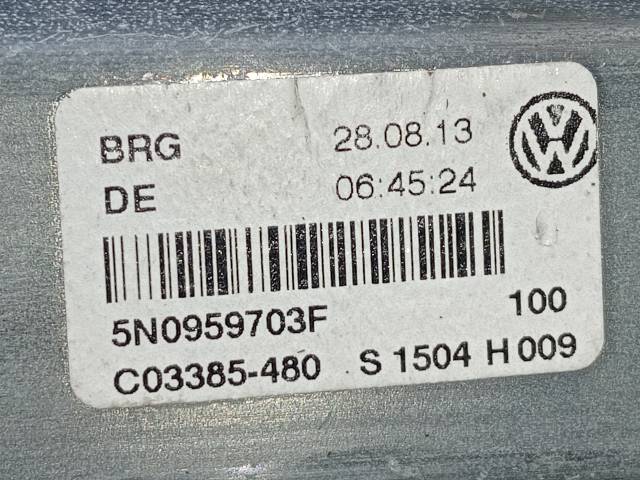 BRG 28.08.13
DE 06:45:24
5N0959703F 100
C03385-480 S 1504 H 009